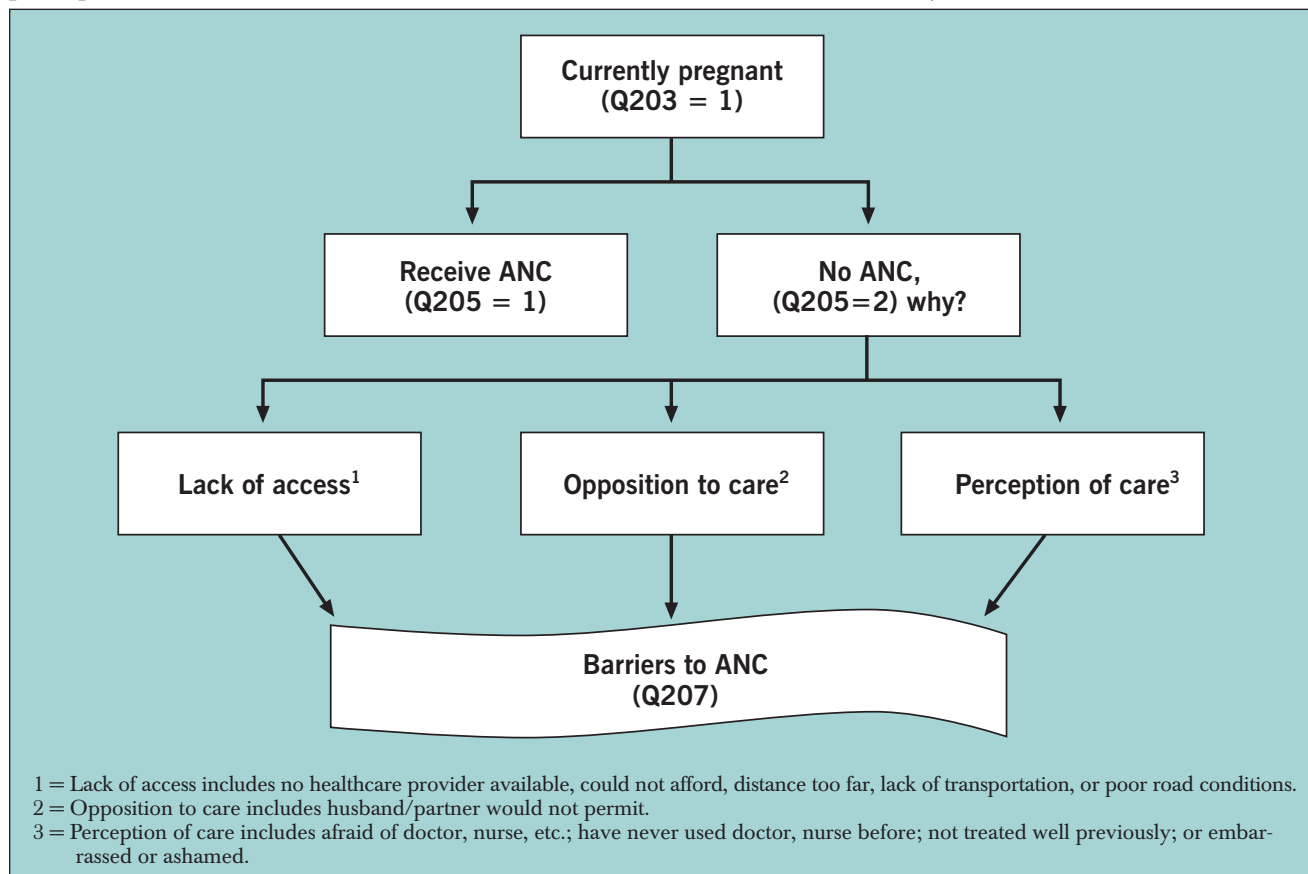 Currently pregnant
(Q203 = 1)
Receive ANC
(Q205 = 1)
No ANC,
(Q205=2) why?
Lack of access1
Opposition to care2
Perception of care3
Barriers to ANC
(Q207)
1 = Lack of access includes no healthcare provider available, could not afford, distance too far, lack of transportation, or poor road conditions.
2 = Opposition to care includes husband/partner would not permit.
3 = Perception of care includes afraid of doctor, nurse, etc.; have never used doctor, nurse before; not treated well previously; or embar-
rassed or ashamed.